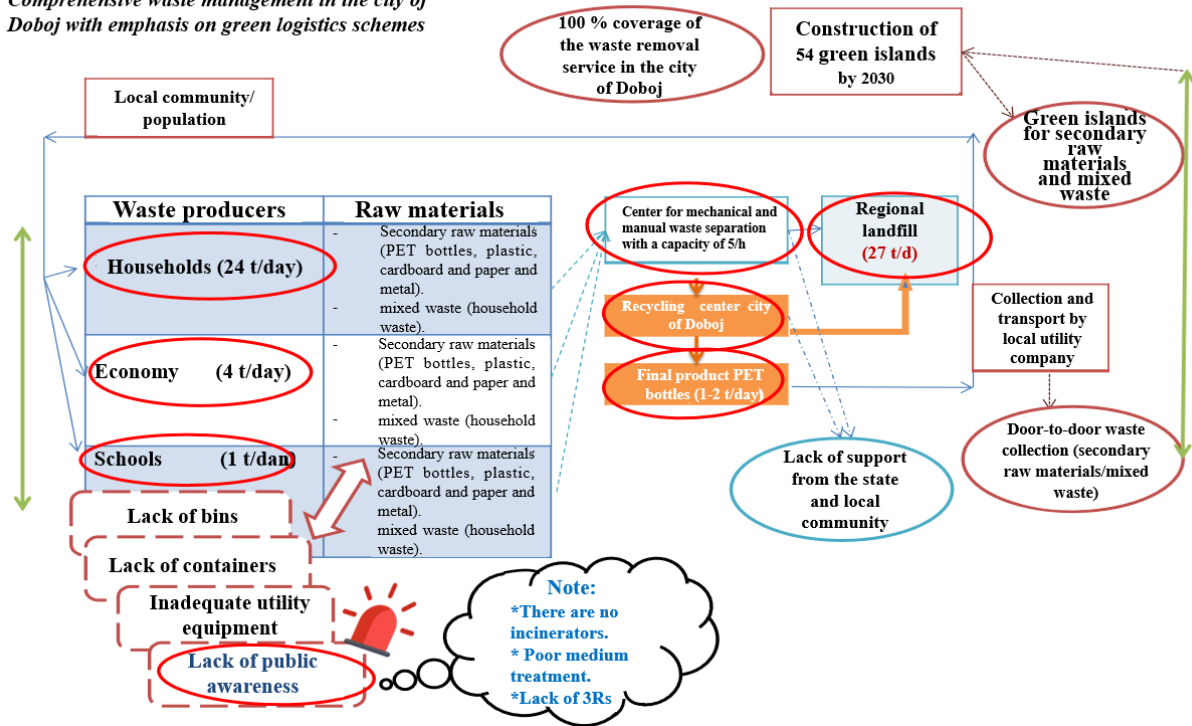 Comprehensive waste management in the city of
Doboj with emphasis on green logistics schemes
100 % coverage of
the waste removal
service in the city
of Doboj
Construction of
54 green islands
by 2030
Local community/
population
Green islands
for secondary
raw
materials
and mixed
waste
Waste producers
Raw materials
Households (24 t/day)
- Secondary raw materials
(PET bottles, plastic,
cardboard and paper and
metal).
- mixed waste (household
waste).
Economy (4 t/day)
- Secondary raw materials
(PET bottles, plastic,
cardboard and paper and
metal).
- mixed waste (household
waste).
Schools (1 t/dan)
- Secondary raw materials
(PET bottles, plastic,
cardboard and paper and
metal).
mixed waste (household
waste).
Center for mechanical and
manual waste separation
with a capacity of 5/h
Regional
landfill
(27 t/d)
Recycling center city
of Doboj
Final product PET
bottles (1-2 t/day)
Collection and
transport by
local utility
company
Door-to-door waste
collection (secondary
raw materials/mixed
waste)
Lack of support
from the state
and local
community
Lack of bins
Lack of containers
Inadequate utility
equipment
Lack of public
awareness
Note:
*There are no
incinerators.
* Poor medium
treatment.
*Lack of 3Rs